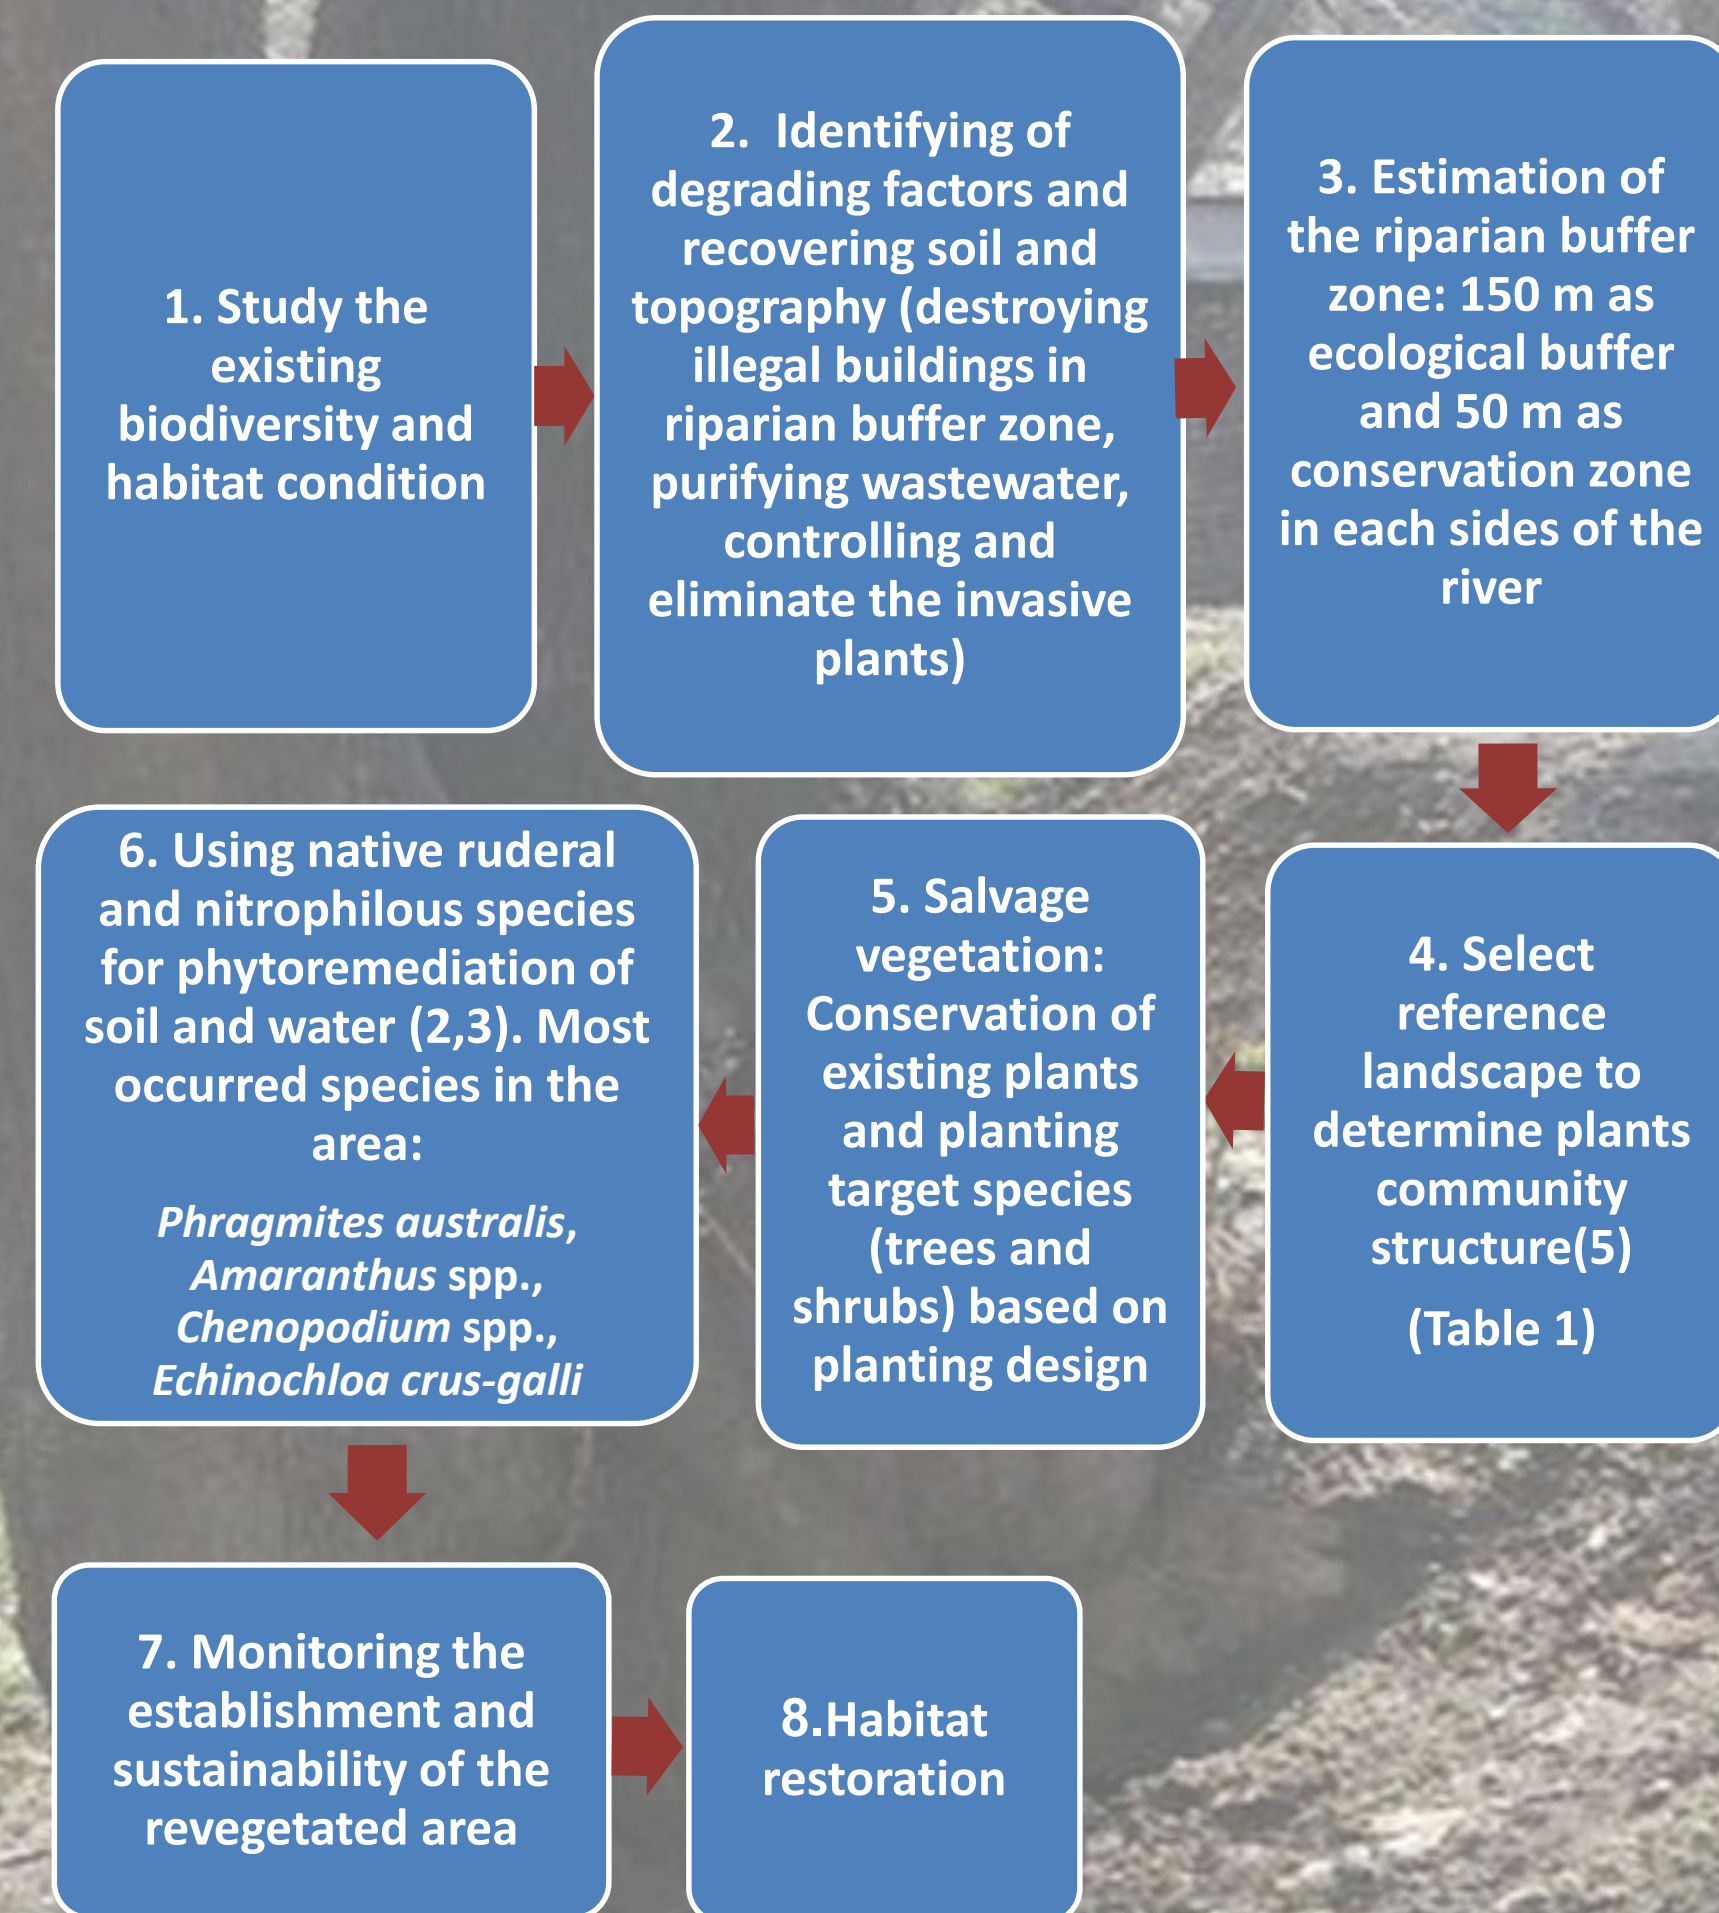 1. Study the
existing
biodiversity and
habitat condition
2. Identifying of
degrading factors and
recovering soil and
topography (destroying
illegal buildings in
riparian buffer zone,
purifying wastewater,
controlling and
eliminate the invasive
plants)
3. Estimation of
the riparian buffer
zone: 150 m as
ecological buffer
and 50 m as
conservation zone
in each sides of the
river
4. Select
reference
landscape to
determine plants
community
structure(5)
(Table 1)
5. Salvage
vegetation:
Conservation of
existing plants
and planting
target species
(trees and
shrubs) based on
planting design
6. Using native ruderal
and nitrophilous species
for phytoremediation of
soil and water (2,3). Most
occurred species in the
area:
Phragmites australis,
Amaranthus spp.,
Chenopodium spp.,
Echinochloa crus-galli
7. Monitoring the
establishment and
sustainability of the
revegetated area
8.Habitat
restoration